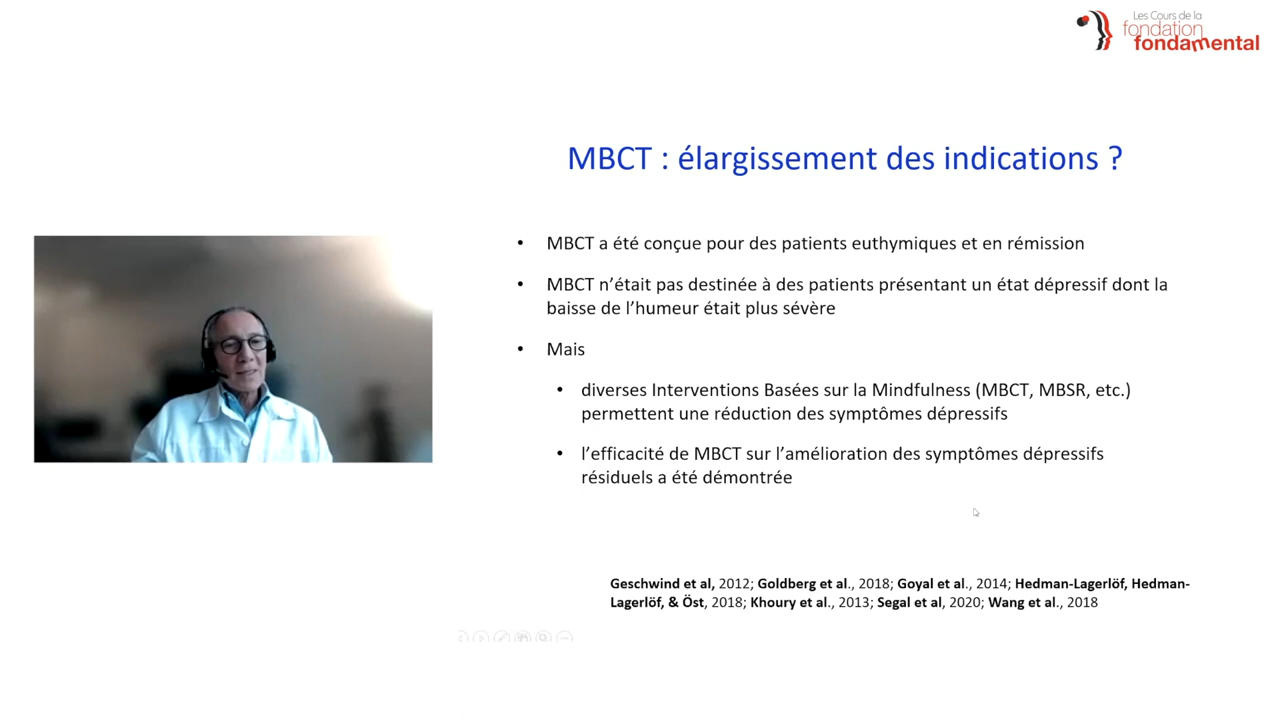 Les Cours de la
fondation
fondamental
MBCT : élargissement des indications ?
• MBCT a été conçue pour des patients euthymiques et en rémission
• MBCT n’était pas destinée à des patients présentant un état dépressif dont la
baisse de l’humeur était plus sévère
• Mais
• diverses Interventions Basées sur la Mindfulness (MBCT, MBSR, etc.)
permettent une réduction des symptômes dépressifs
• l’efficacité de MBCT sur l’amélioration des symptômes dépressifs
résiduels a été démontrée
Geschwind et al, 2012; Goldberg et al., 2018; Goyal et al., 2014; Hedman-Lagerlöf, Hedman-
Lagerlöf, & Öst, 2018; Khoury et al., 2013; Segal et al, 2020; Wang et al., 2018